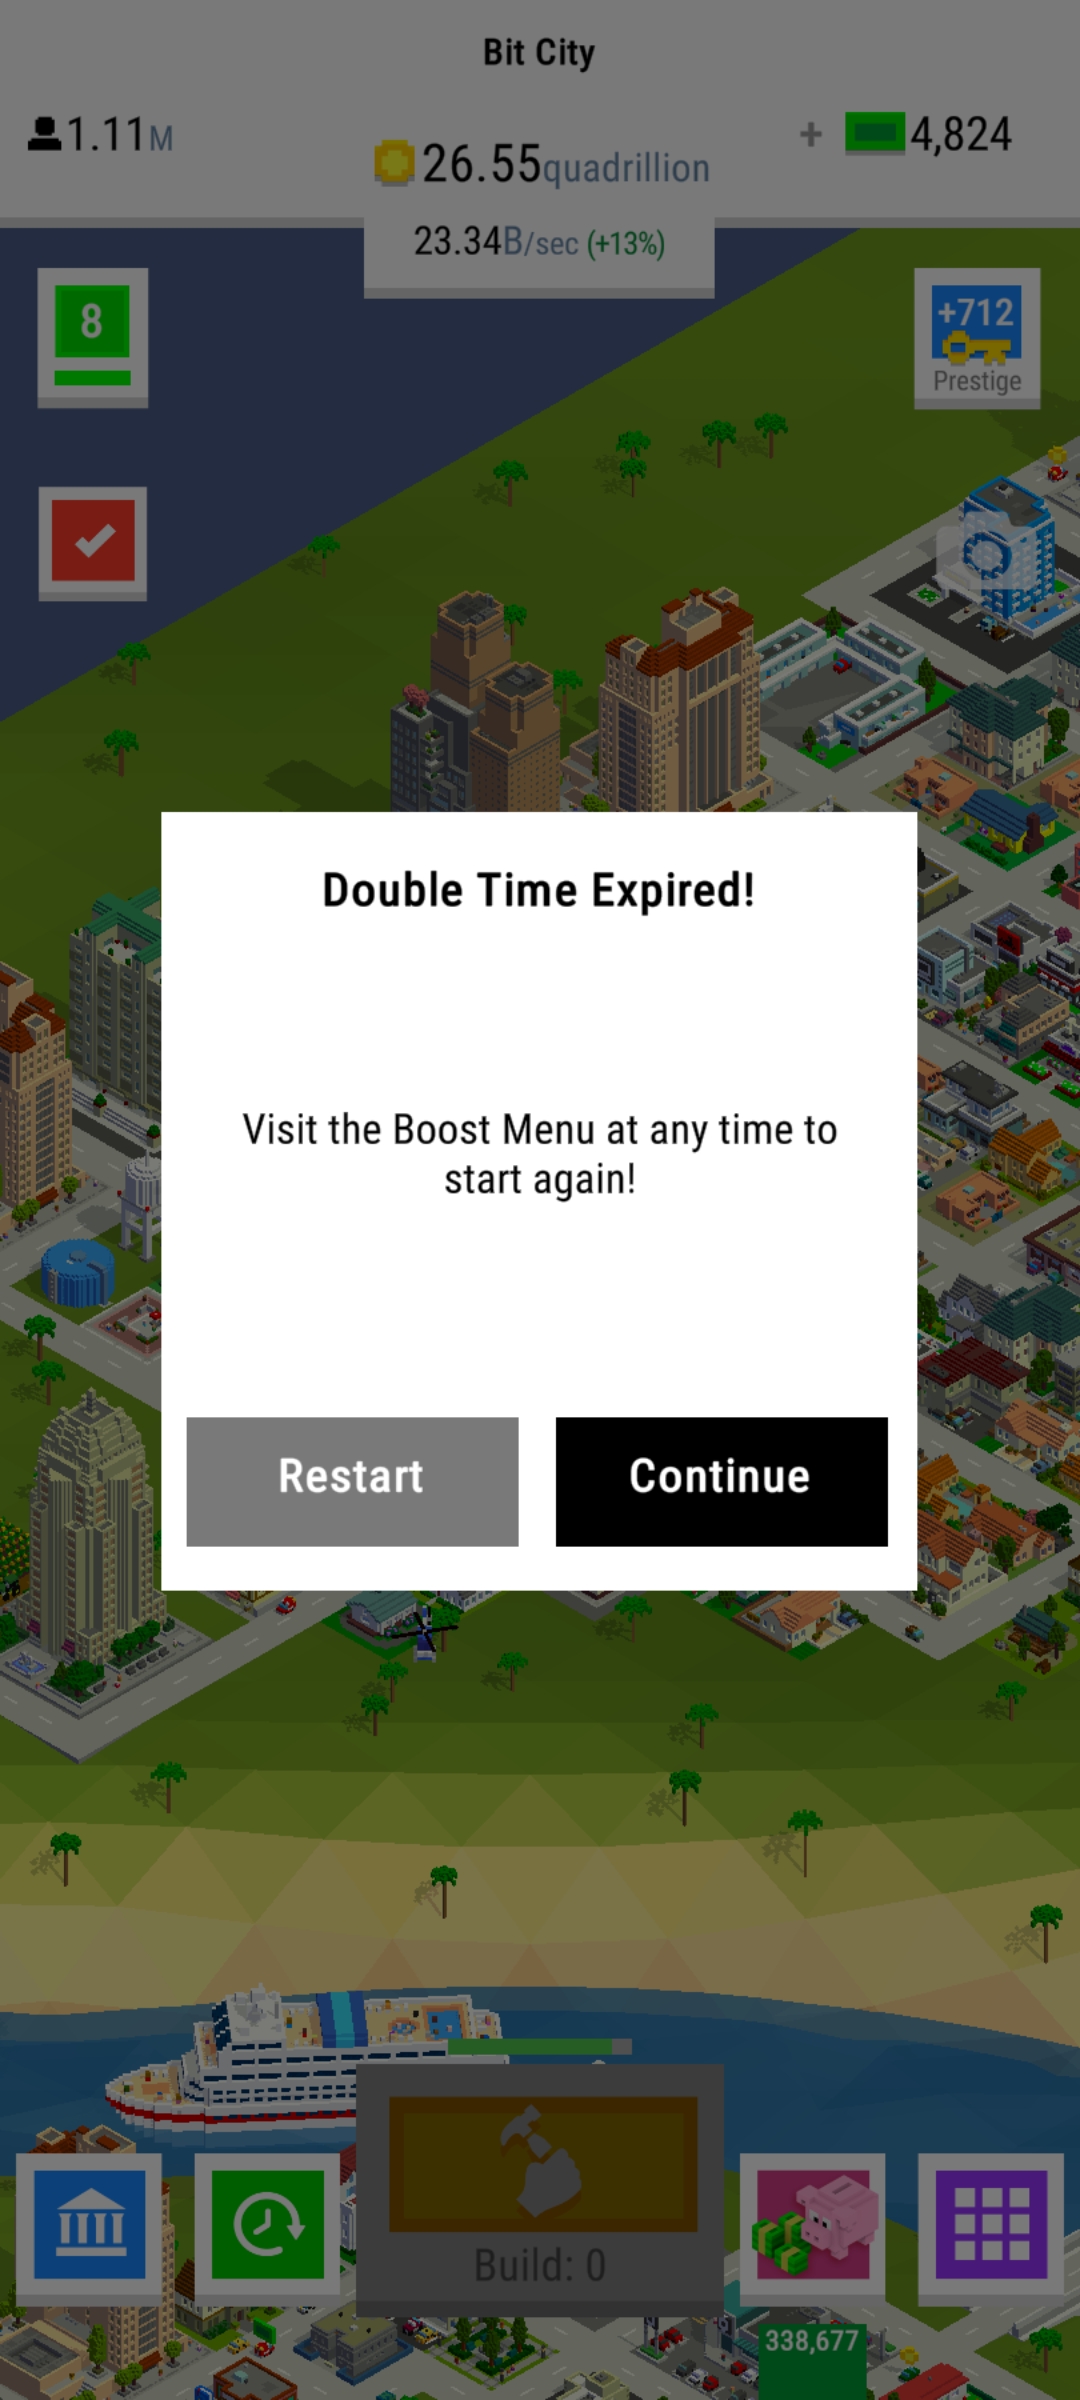 Bit City
1.11M
26.55quadrillion
+ 4,824
23.34B/sec (+13%)
8
+712
Prestige
Double Time Expired!
Visit the Boost Menu at any time to
start again!
Restart
Continue
Build: 0
338,677